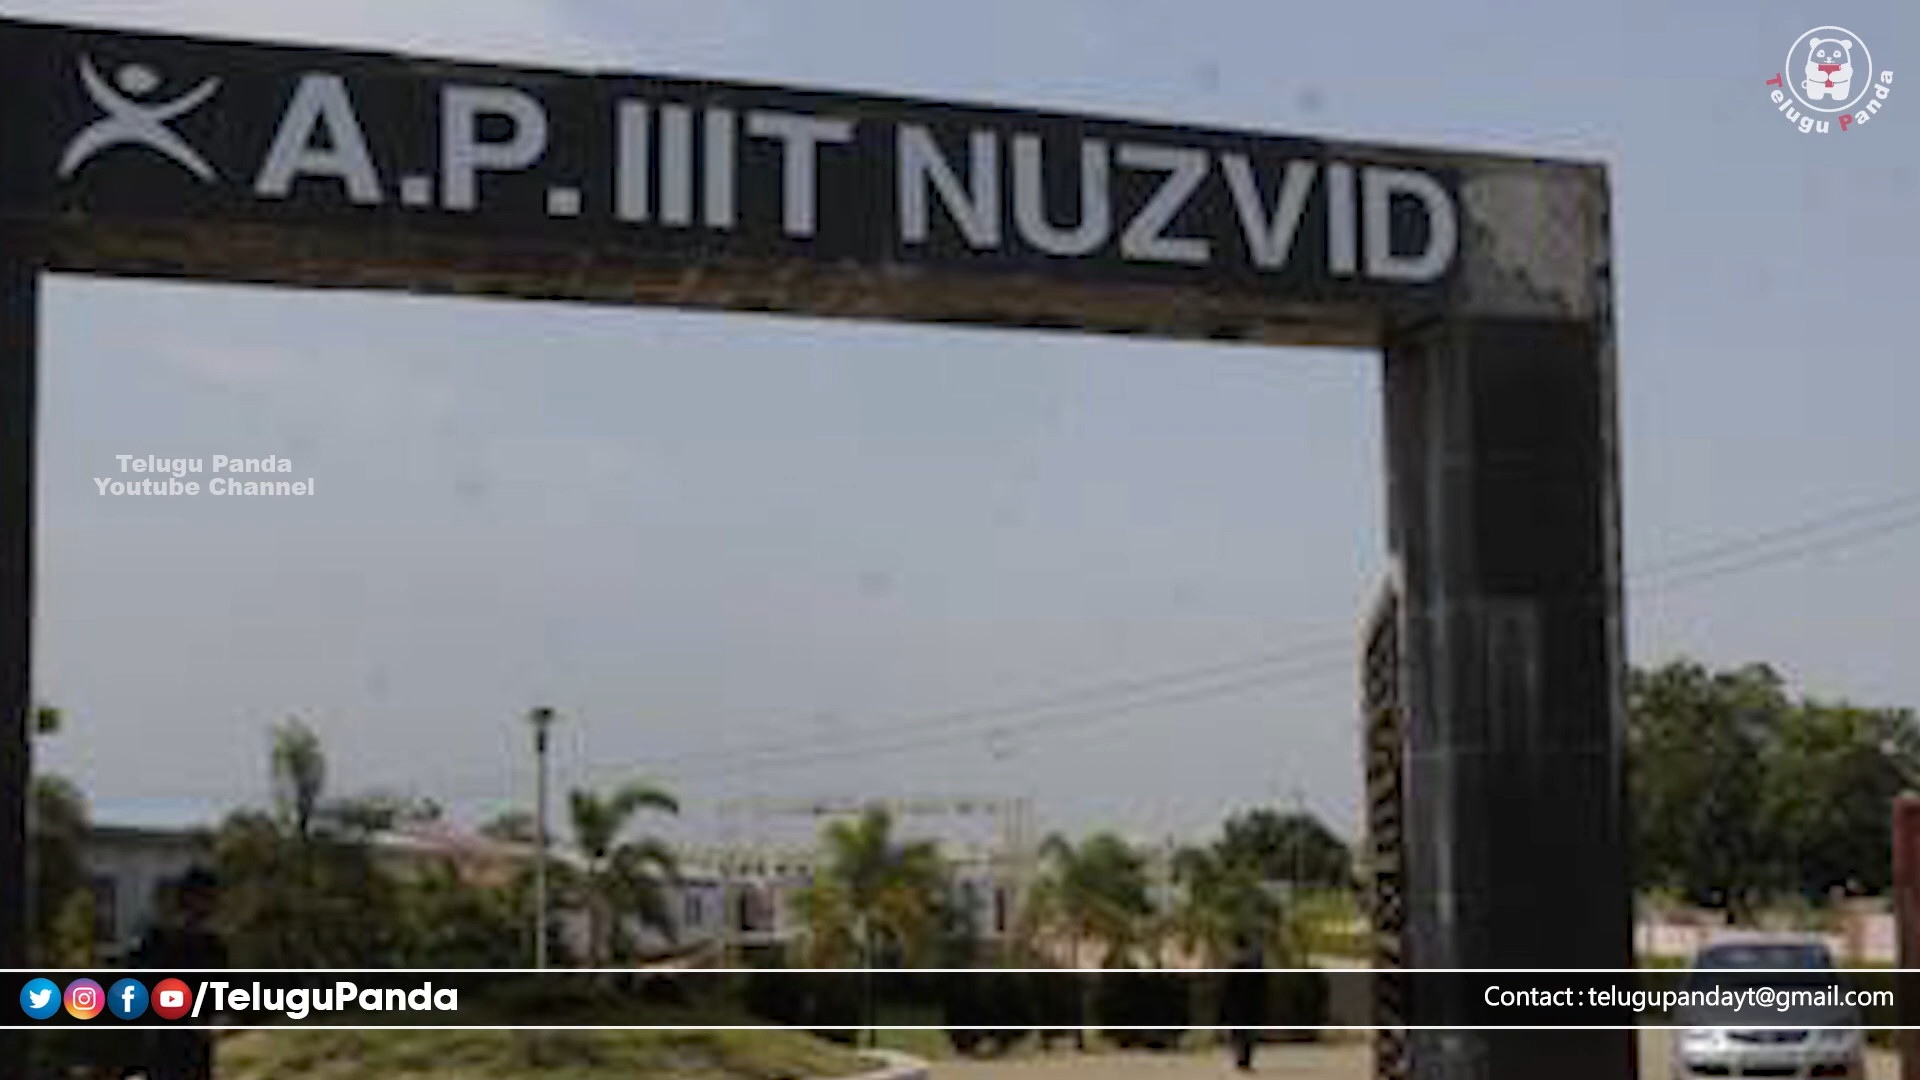 A.P. IIIT NUZVID
Telugu Panda
Telugu Panda
Youtube Channel
/TeluguPanda
Contact : telugupandayt@gmail.com